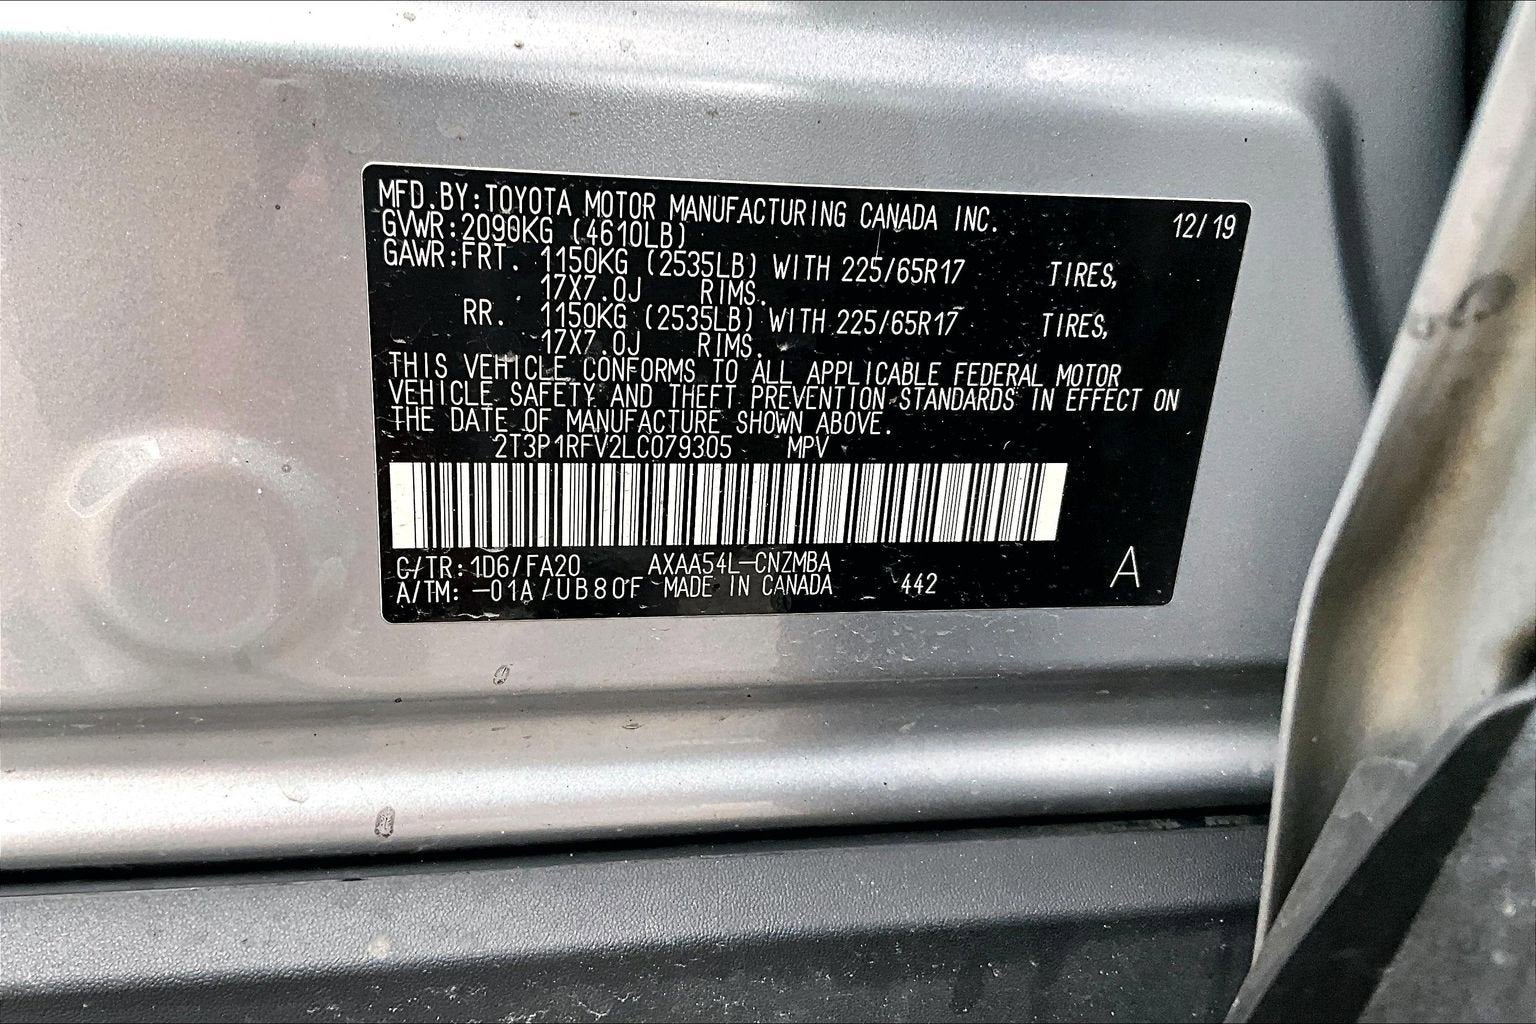 MFD.BY:TOYOTA MOTOR MANUFACTURING CANADA INC. 12/19
GVWR:2090KG (4610LB)
GAWR:FRT. 1150KG (2535LB) WITH 225/65R17 TIRES,
17X7.0J RIMS.
RR. 1150KG (2535LB) WITH 225/65R17 TIRES,
17X7.0J RIMS.
THIS VEHICLE CONFORMS TO ALL APPLICABLE FEDERAL MOTOR
VEHICLE SAFETY AND THEFT PREVENTION STANDARDS IN EFFECT ON
THE DATE OF MANUFACTURE SHOWN ABOVE.
2T3P1RFV2LC079305 MPV
C/TR:1D6/FA20 AXAA54L-CNZMBA A
A/TM: -01A/UB80F MADE IN CANADA 442